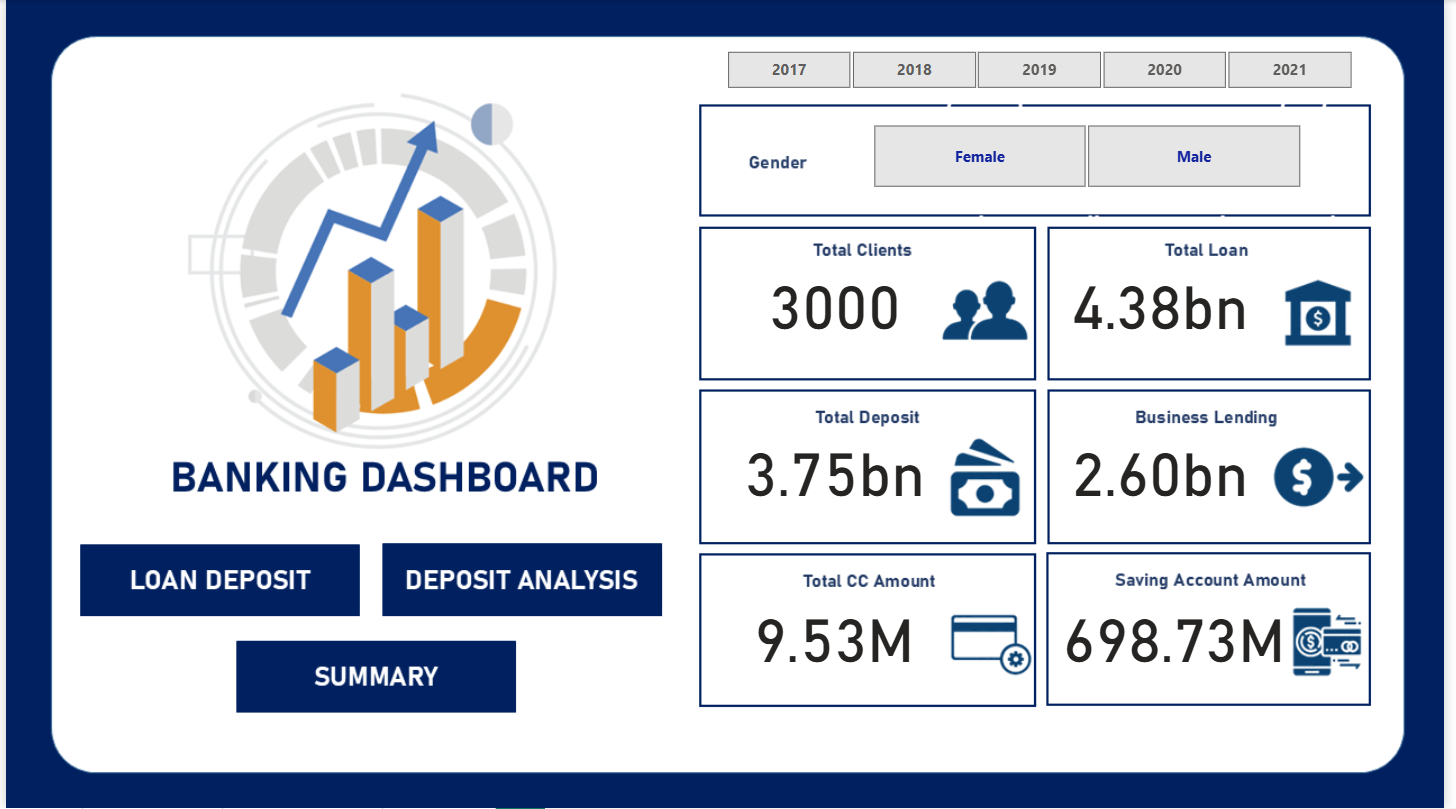 2017 2018 2019 2020 2021
Gender Female Male
Total Clients Total Loan
3000 4.38bn
Total Deposit Business Lending
3.75bn 2.60bn
Total CC Amount Saving Account Amount
9.53M 698.73M
BANKING DASHBOARD
LOAN DEPOSIT DEPOSIT ANALYSIS
SUMMARY